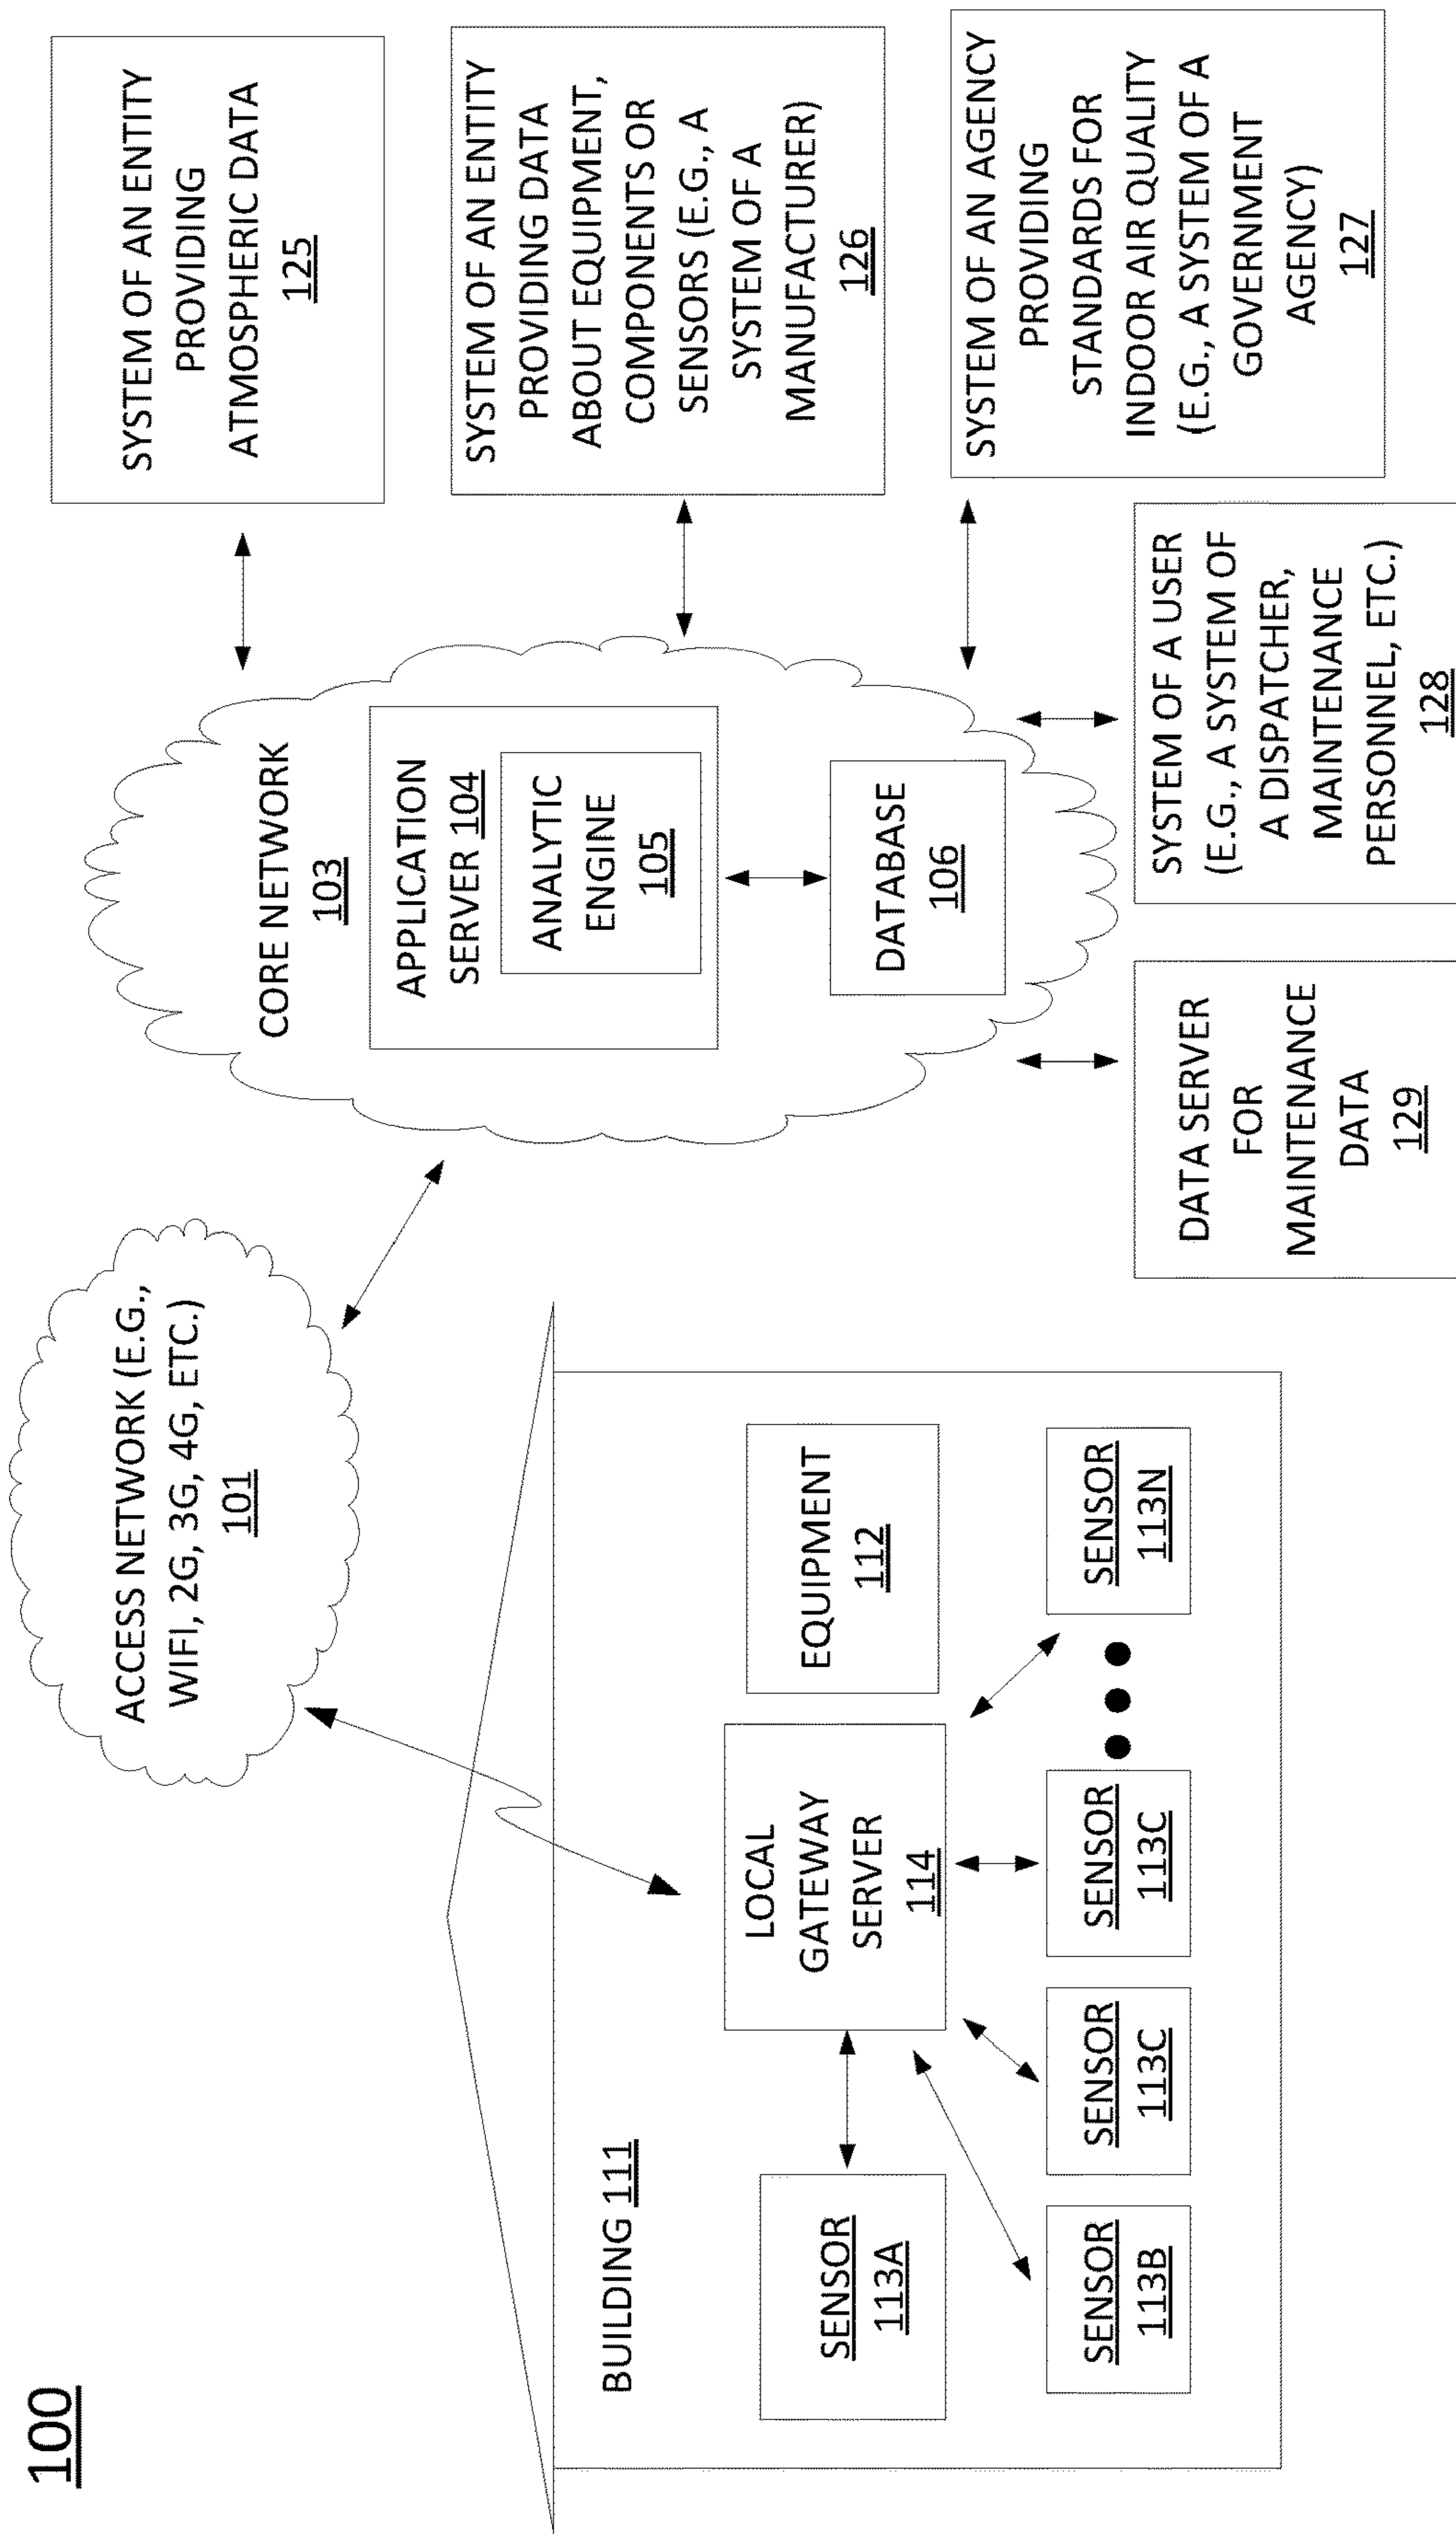 100
ACCESS NETWORK (E.G.,
WIFI, 2G, 3G, 4G, ETC.)
101
BUILDING 111
SENSOR
113A
LOCAL
GATEWAY
SERVER
114
EQUIPMENT
112
SENSOR
113B
SENSOR
113C
SENSOR
113C
SENSOR
113N
CORE NETWORK
103
APPLICATION
SERVER 104
ANALYTIC
ENGINE
105
DATABASE
106
SYSTEM OF AN ENTITY
PROVIDING
ATMOSPHERIC DATA
125
SYSTEM OF AN ENTITY
PROVIDING DATA
ABOUT EQUIPMENT,
COMPONENTS OR
SENSORS (E.G., A
SYSTEM OF A
MANUFACTURER)
126
SYSTEM OF AN AGENCY
PROVIDING
STANDARDS FOR
INDOOR AIR QUALITY
(E.G., A SYSTEM OF A
GOVERNMENT
AGENCY)
127
DATA SERVER
FOR
MAINTENANCE
DATA
129
SYSTEM OF A USER
(E.G., A SYSTEM OF
A DISPATCHER,
MAINTENANCE
PERSONNEL, ETC.)
128